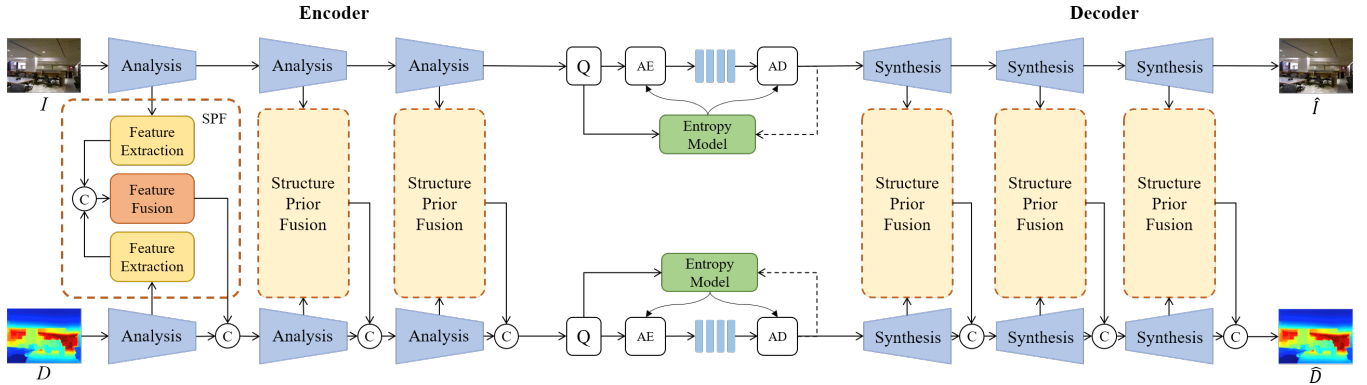 Encoder
Decoder
Analysis
Analysis
Analysis
Q
AE
AD
Synthesis
Synthesis
Synthesis
I
Î
SPF
Feature
Extraction
C
Feature
Fusion
Feature
Extraction
Structure
Prior
Fusion
Structure
Prior
Fusion
Entropy
Model
Entropy
Model
Structure
Prior
Fusion
Structure
Prior
Fusion
Structure
Prior
Fusion
Analysis
C
Analysis
C
Analysis
C
Q
AE
AD
Synthesis
C
Synthesis
C
Synthesis
C
D
D̂